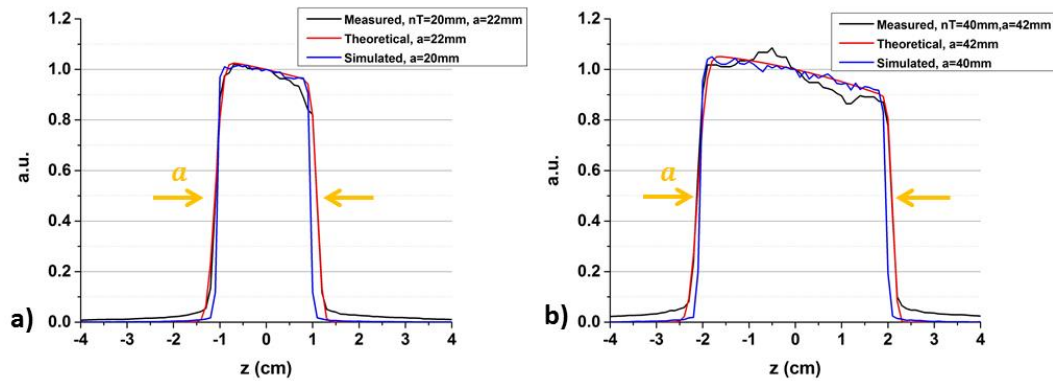 Measured, nT=20mm, a=22mm
Theoretical, a=22mm
Simulated, a=20mm
1.2
1.0
0.8
0.6
0.4
0.2
0.0
a.u.
a
-4 -3 -2 -1 0 1 2 3 4
z (cm)
a)
Measured, nT=40mm,a=42mm
Theoretical, a=42mm
Simulated, a=40mm
1.2
1.0
0.8
0.6
0.4
0.2
0.0
a.u.
a
-4 -3 -2 -1 0 1 2 3 4
z (cm)
b)